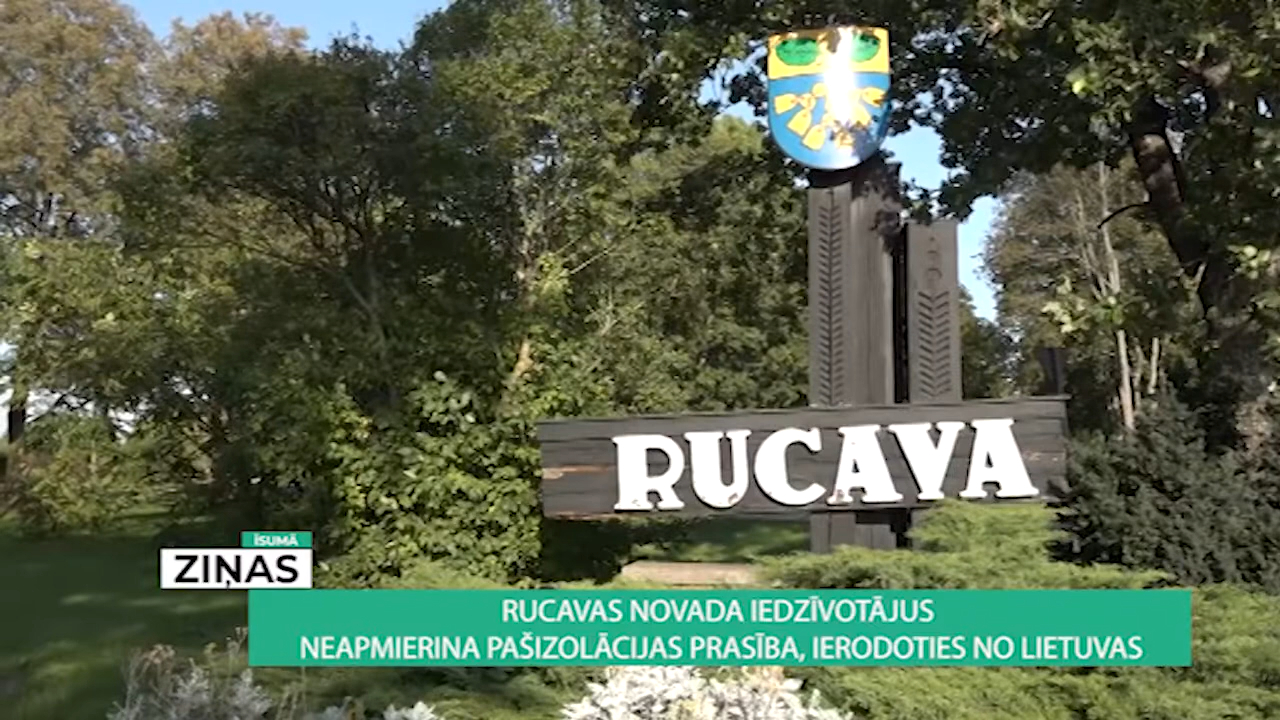 RUCAVA
ĪSUMĀ
ZIŅAS
RUCAVAS NOVADA IEDZĪVOTĀJUS
NEAPMIERINA PAŠIZOLĀCIJAS PRASĪBA, IERODOTIES NO LIETUVAS